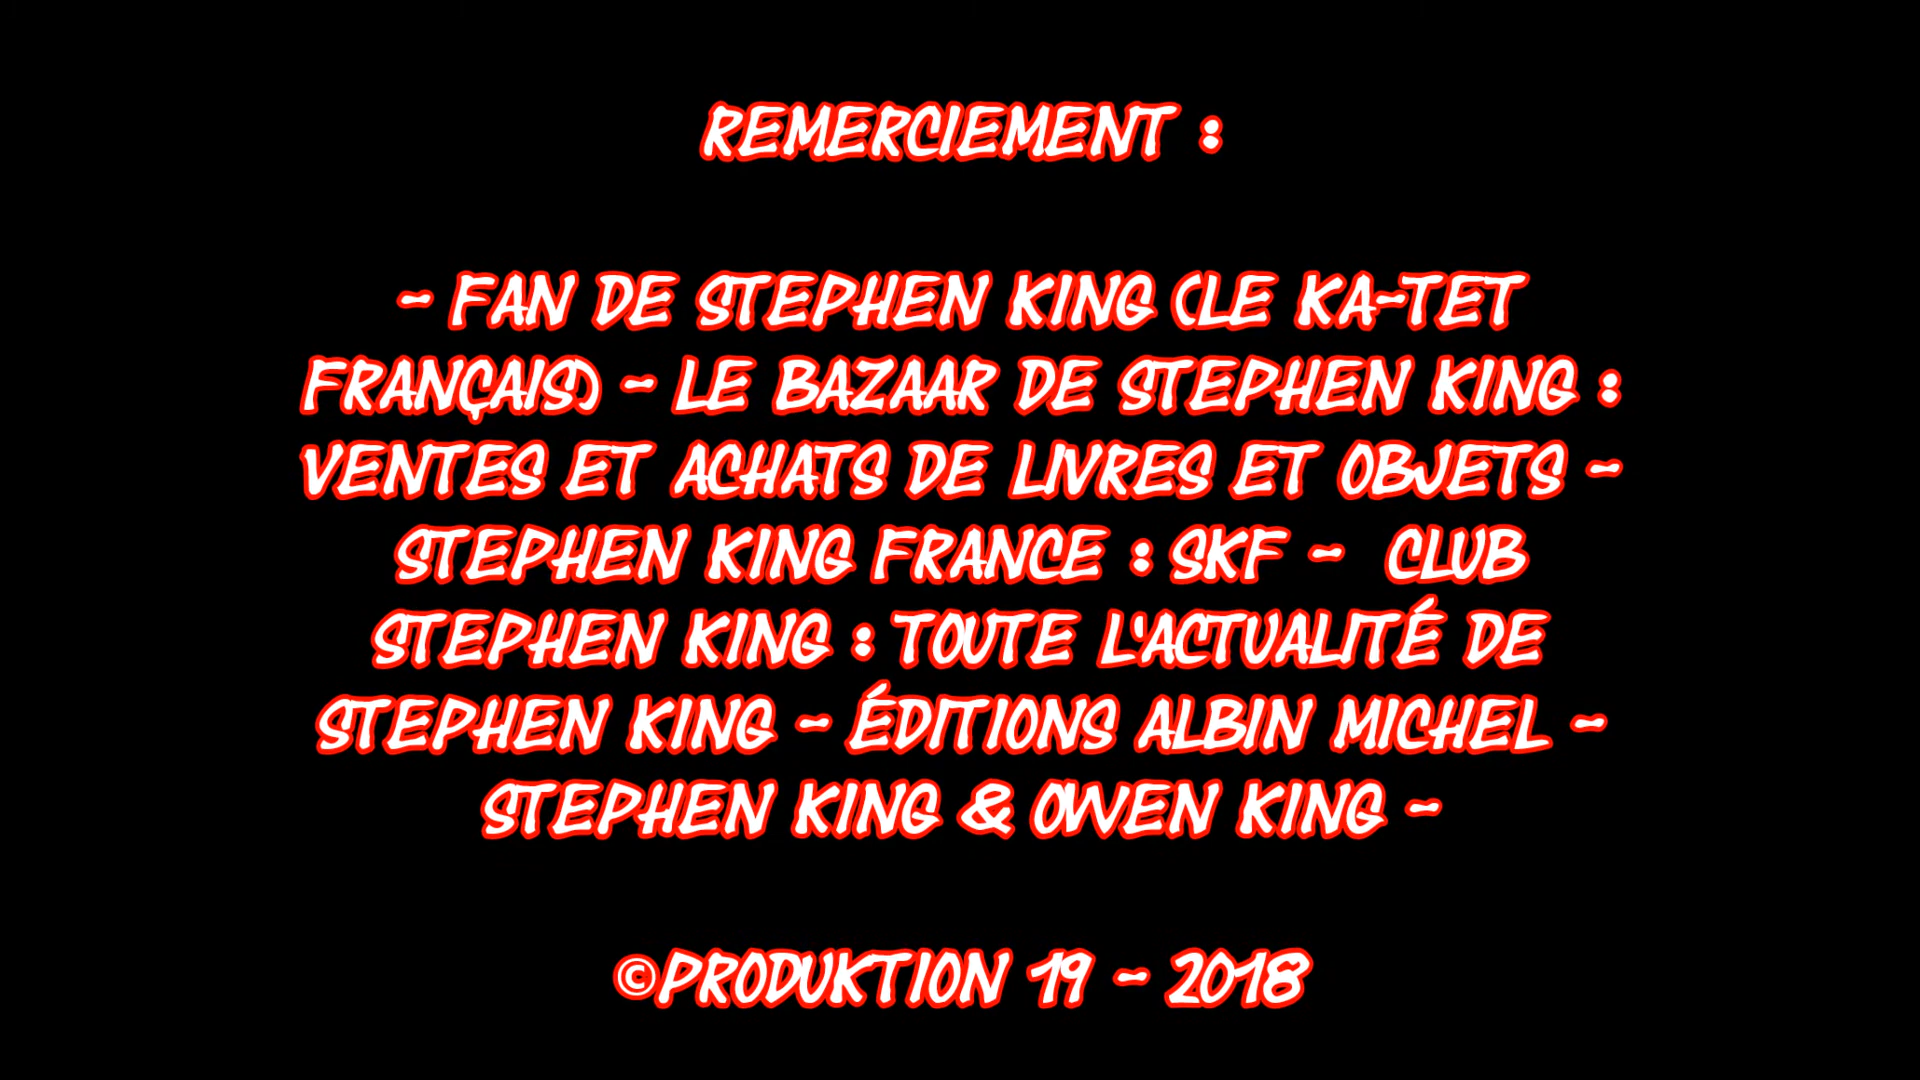 REMERCIEMENT :
- FAN DE STEPHEN KING (LE KA-TET
FRANÇAIS) - LE BAZAAR DE STEPHEN KING :
VENTES ET ACHATS DE LIVRES ET OBJETS -
STEPHEN KING FRANCE : SKF - CLUB
STEPHEN KING : TOUTE L'ACTUALITÉ DE
STEPHEN KING - ÉDITIONS ALBIN MICHEL -
STEPHEN KING & OWEN KING -
©PRODUKTION 19 - 2018